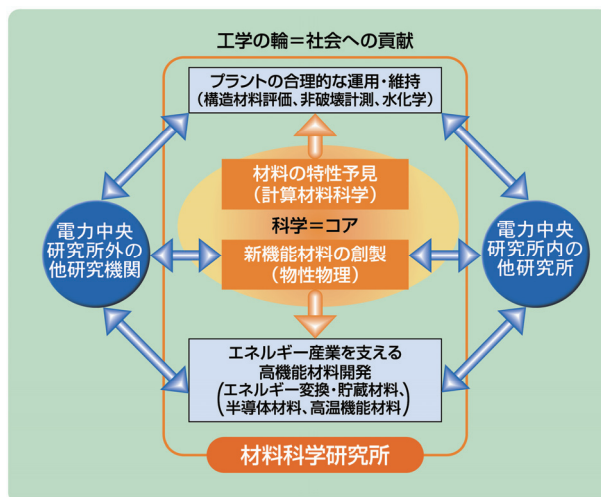 工学の輪＝社会への貢献
プラントの合理的な運用・維持
（構造材料評価、非破壊計測、水化学）
材料の特性予見
（計算材料科学）
科学＝コア
電力中央
研究所外の
他研究機関
新機能材料の創製
（物性物理）
電力中央
研究所内の
他研究所
エネルギー産業を支える
高機能材料開発
（エネルギー変換・貯蔵材料、
半導体材料、高温機能材料）
材料科学研究所